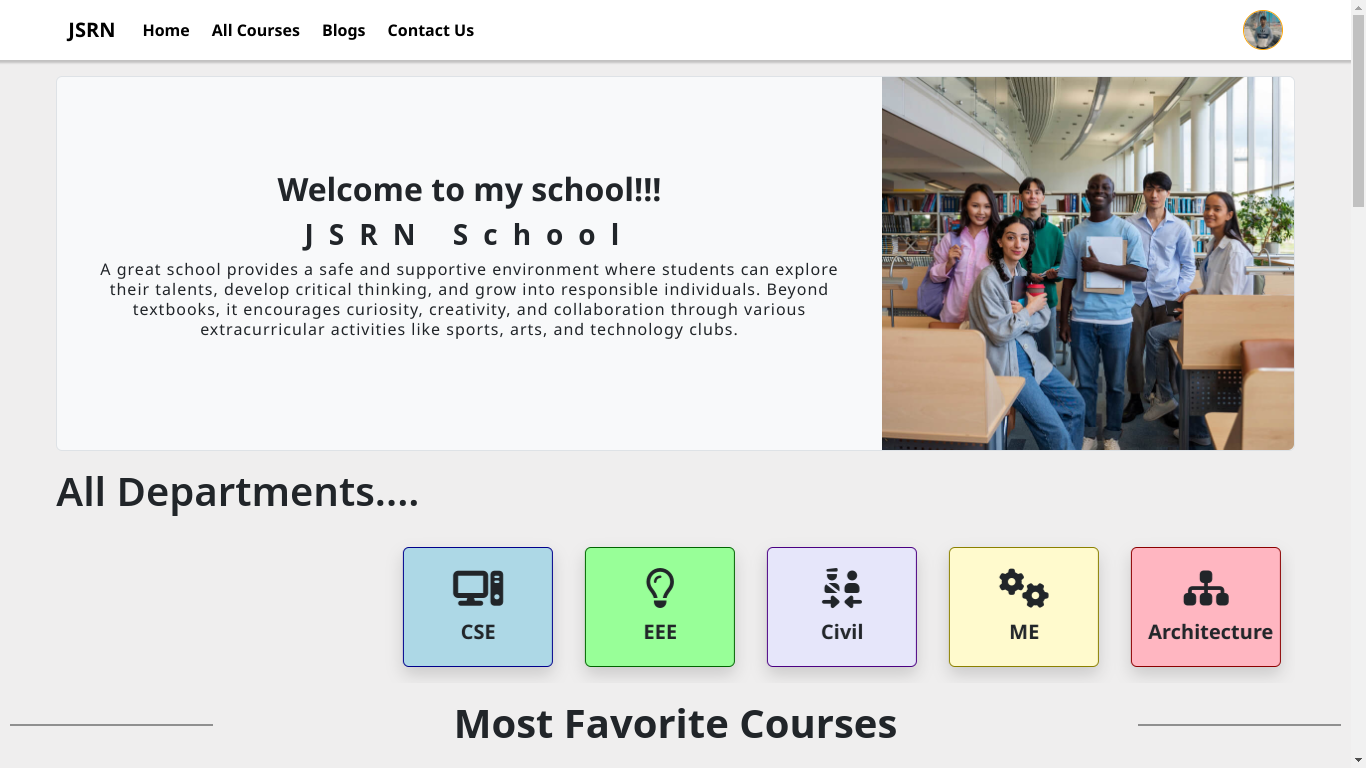 JSRN Home All Courses Blogs Contact Us
Welcome to my school!!!
JSRN School
A great school provides a safe and supportive environment where students can explore
their talents, develop critical thinking, and grow into responsible individuals. Beyond
textbooks, it encourages curiosity, creativity, and collaboration through various
extracurricular activities like sports, arts, and technology clubs.
All Departments....
CSE EEE Civil ME Architecture
Most Favorite Courses